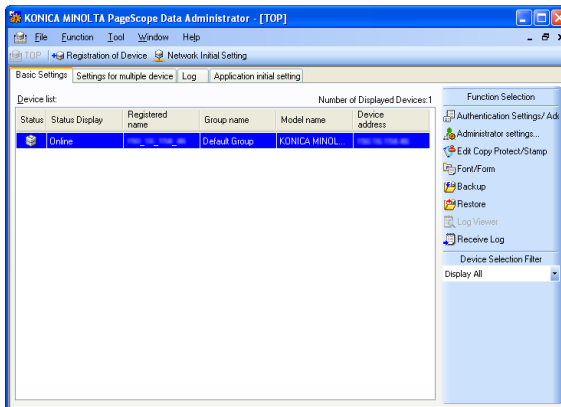 KONICA MINOLTA PageScope Data Administrator - [TOP]
File Function Tool Window Help
TOP Registration of Device Network Initial Setting
Basic Settings Settings for multiple device Log Application initial setting
Device list: Number of Displayed Devices:1
Status Status Display Registered name Group name Model name Device address
Online Default Group KONICA MINOL...
Function Selection
Authentication Settings/ Ad
Administrator settings...
Edit Copy Protect/Stamp
Font/Form
Backup
Restore
Log Viewer
Receive Log
Device Selection Filter
Display All